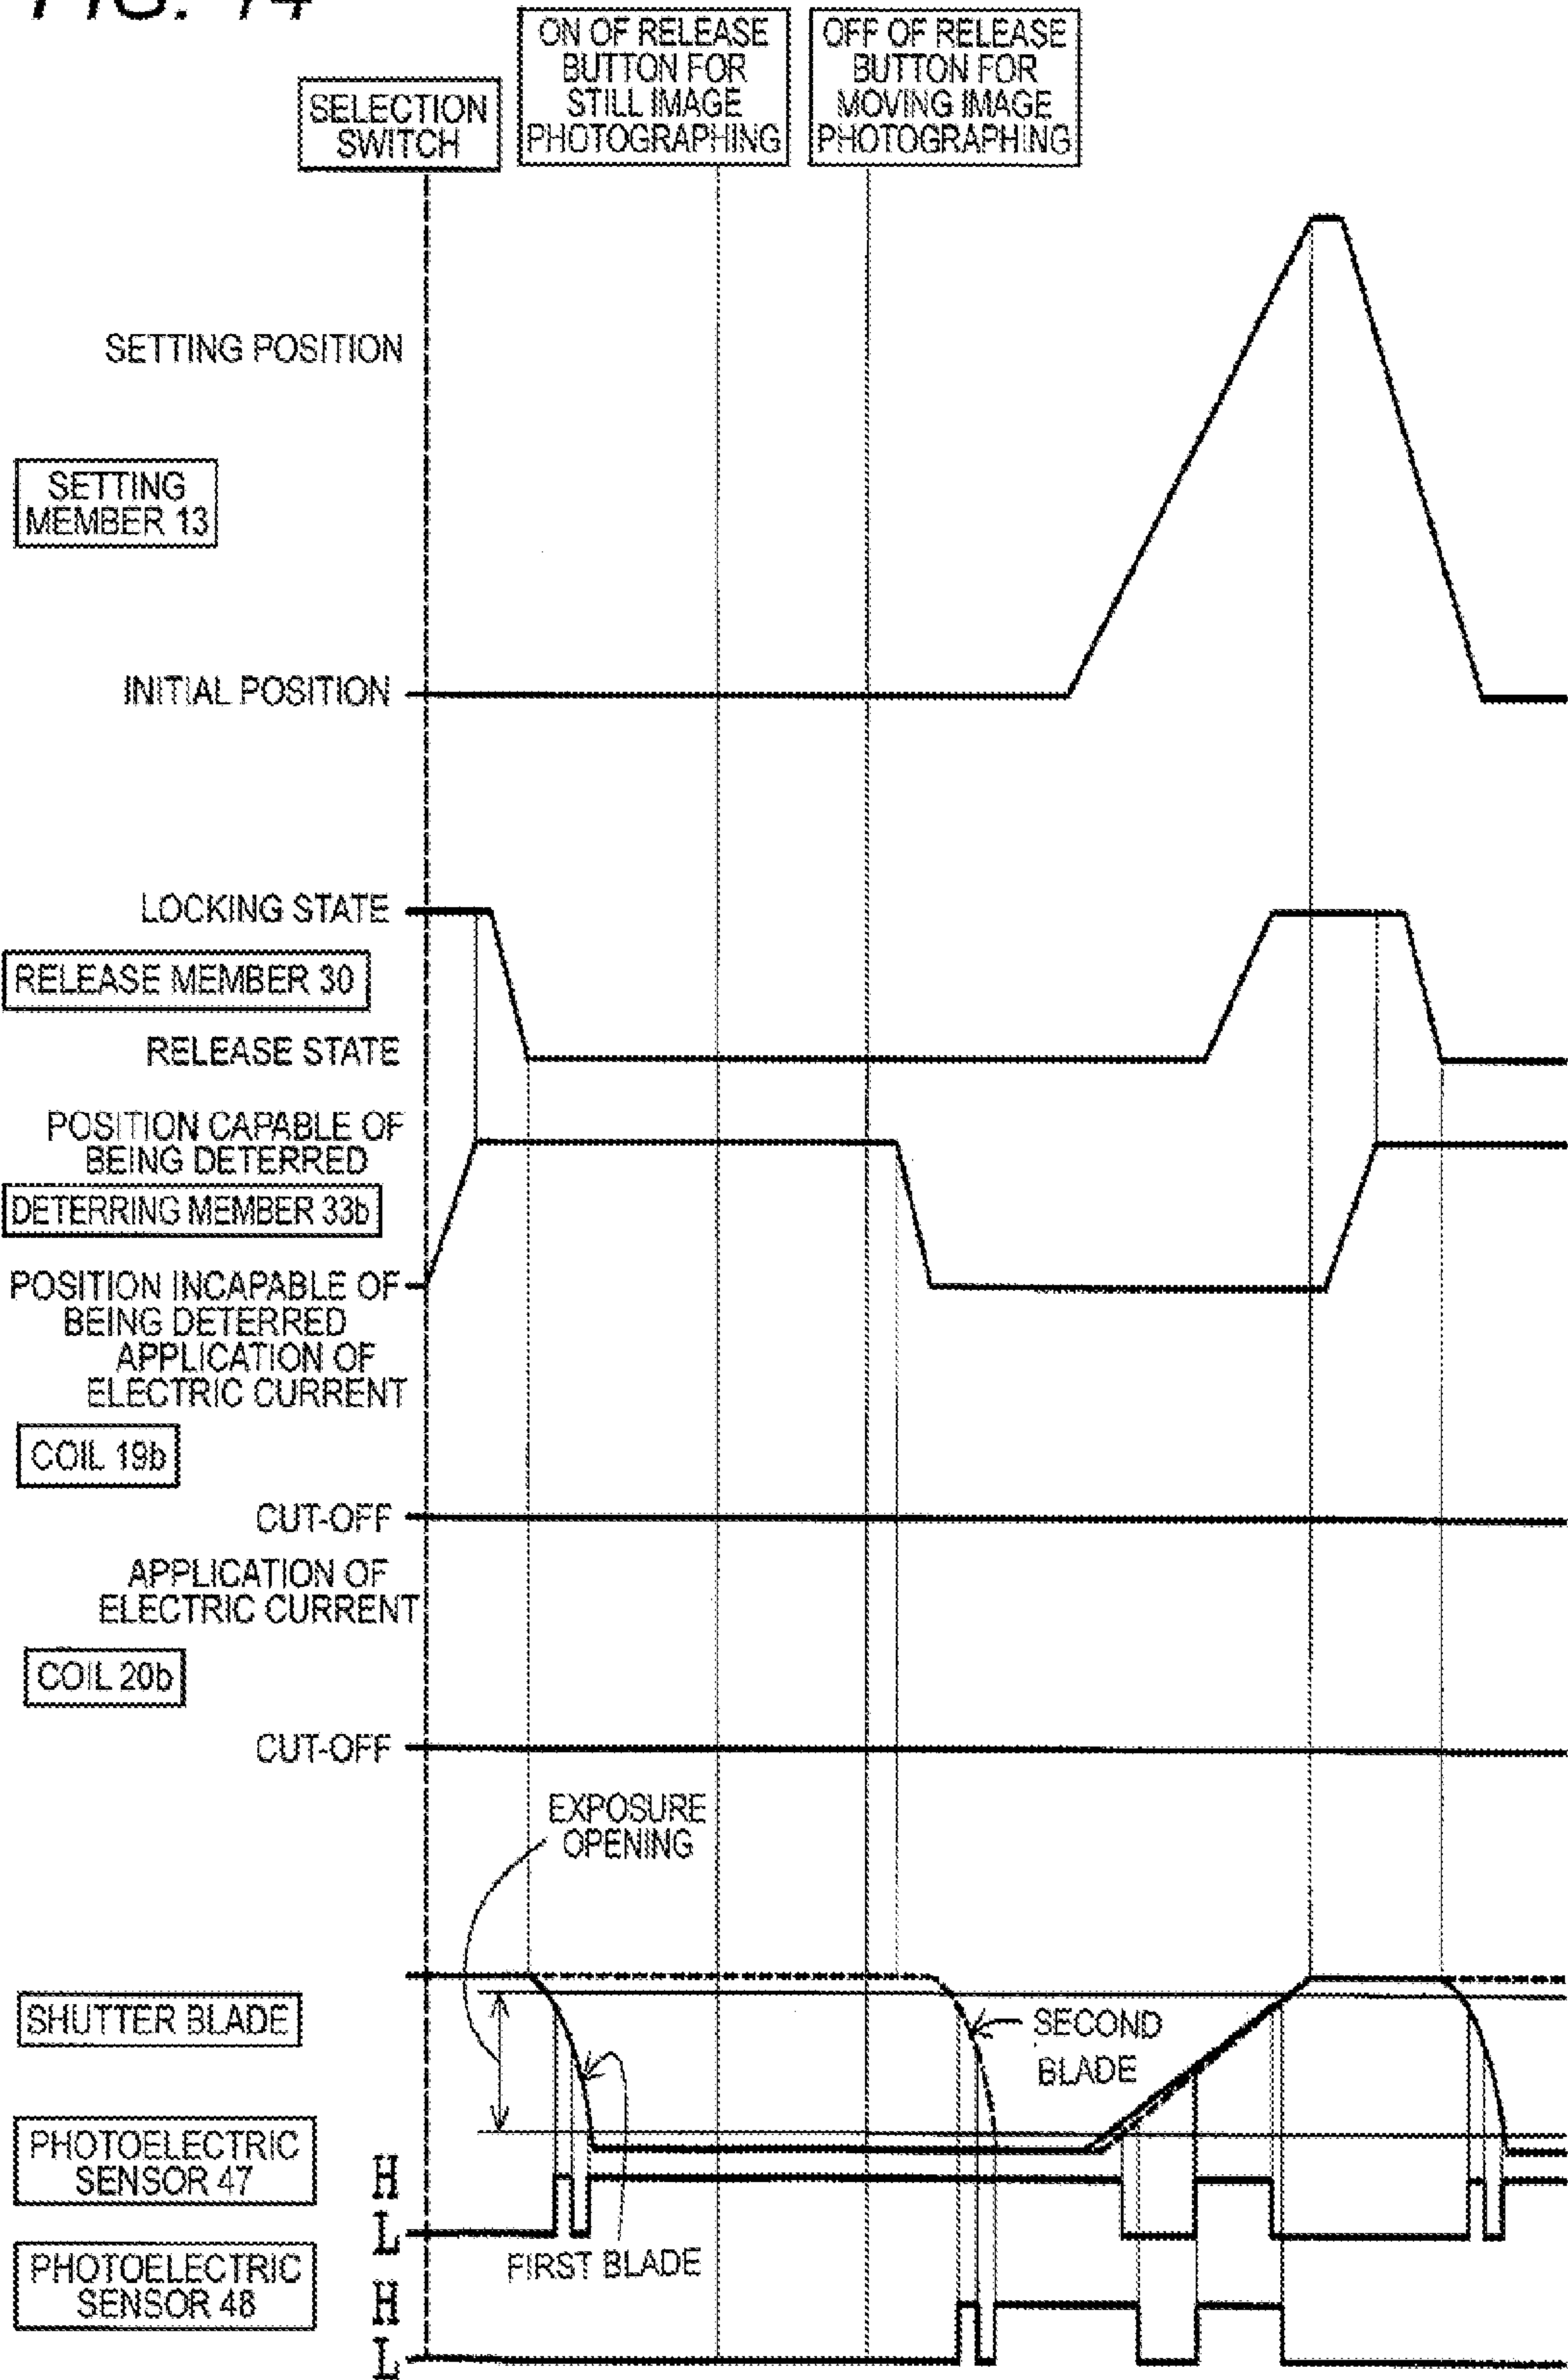 FIG. 14
SELECTION
SWITCH
ON OF RELEASE
BUTTON FOR
STILL IMAGE
PHOTOGRAPHING
OFF OF RELEASE
BUTTON FOR
MOVING IMAGE
PHOTOGRAPHING
SETTING POSITION
SETTING
MEMBER 13
INITIAL POSITION
LOCKING STATE
RELEASE MEMBER 30
RELEASE STATE
POSITION CAPABLE OF
BEING DETERRED
DETERRING MEMBER 33b
POSITION INCAPABLE OF
BEING DETERRED
APPLICATION OF
ELECTRIC CURRENT
COIL 19b
CUT-OFF
APPLICATION OF
ELECTRIC CURRENT
COIL 20b
CUT-OFF
EXPOSURE
OPENING
SHUTTER BLADE
SECOND
BLADE
PHOTOELECTRIC
SENSOR 47
H
L
FIRST BLADE
PHOTOELECTRIC
SENSOR 48
H
L